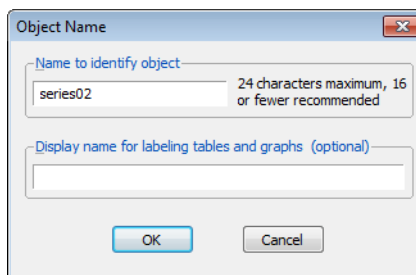 Object Name
Name to identify object
series02
24 characters maximum, 16
or fewer recommended
Display name for labeling tables and graphs (optional)
OK
Cancel